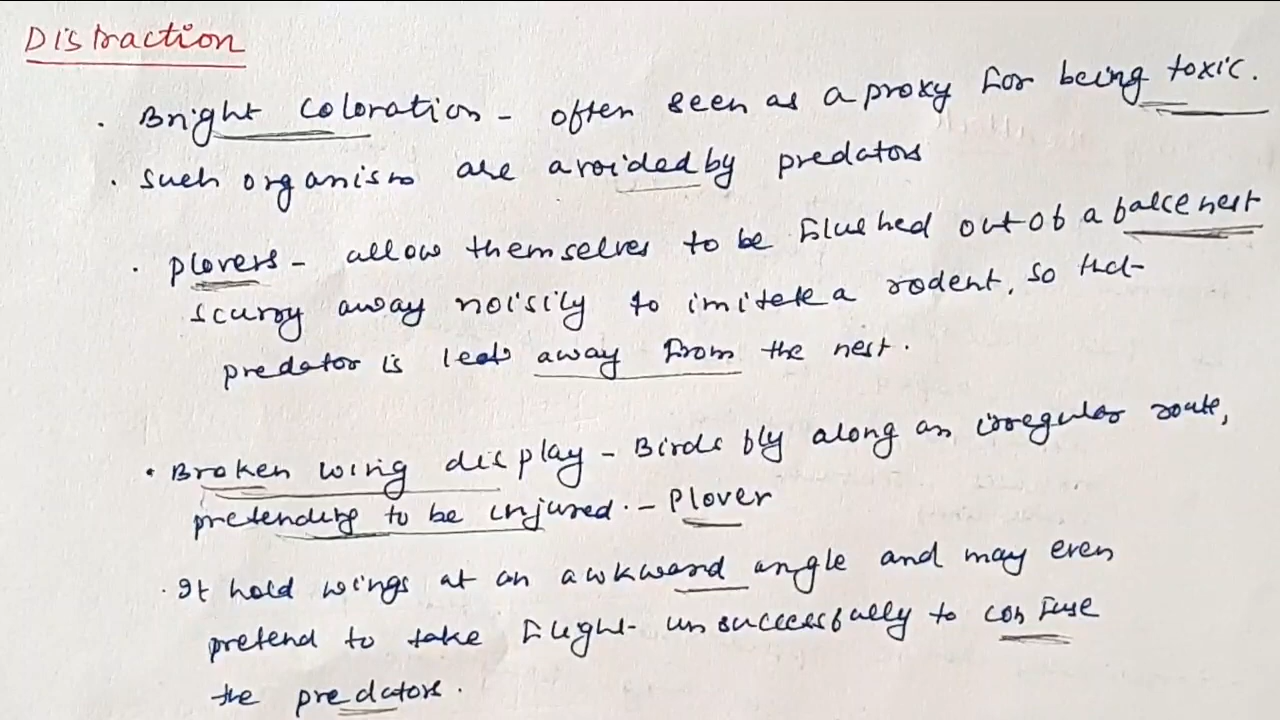 Distraction
. Bright coloration - often seen as a proxy for being toxic.
. Such organism are avoided by predators
. plovers - allow themselves to be flushed out of a false nest
scurry away noisily to imitate a rodent, so that
predator is lead away from the nest.
. Broken wing display - Birds fly along an irregular route,
pretending to be injured. - Plover
. It hold wings at an awkward angle and may even
pretend to take flight unsuccessfully to confuse
the predators.